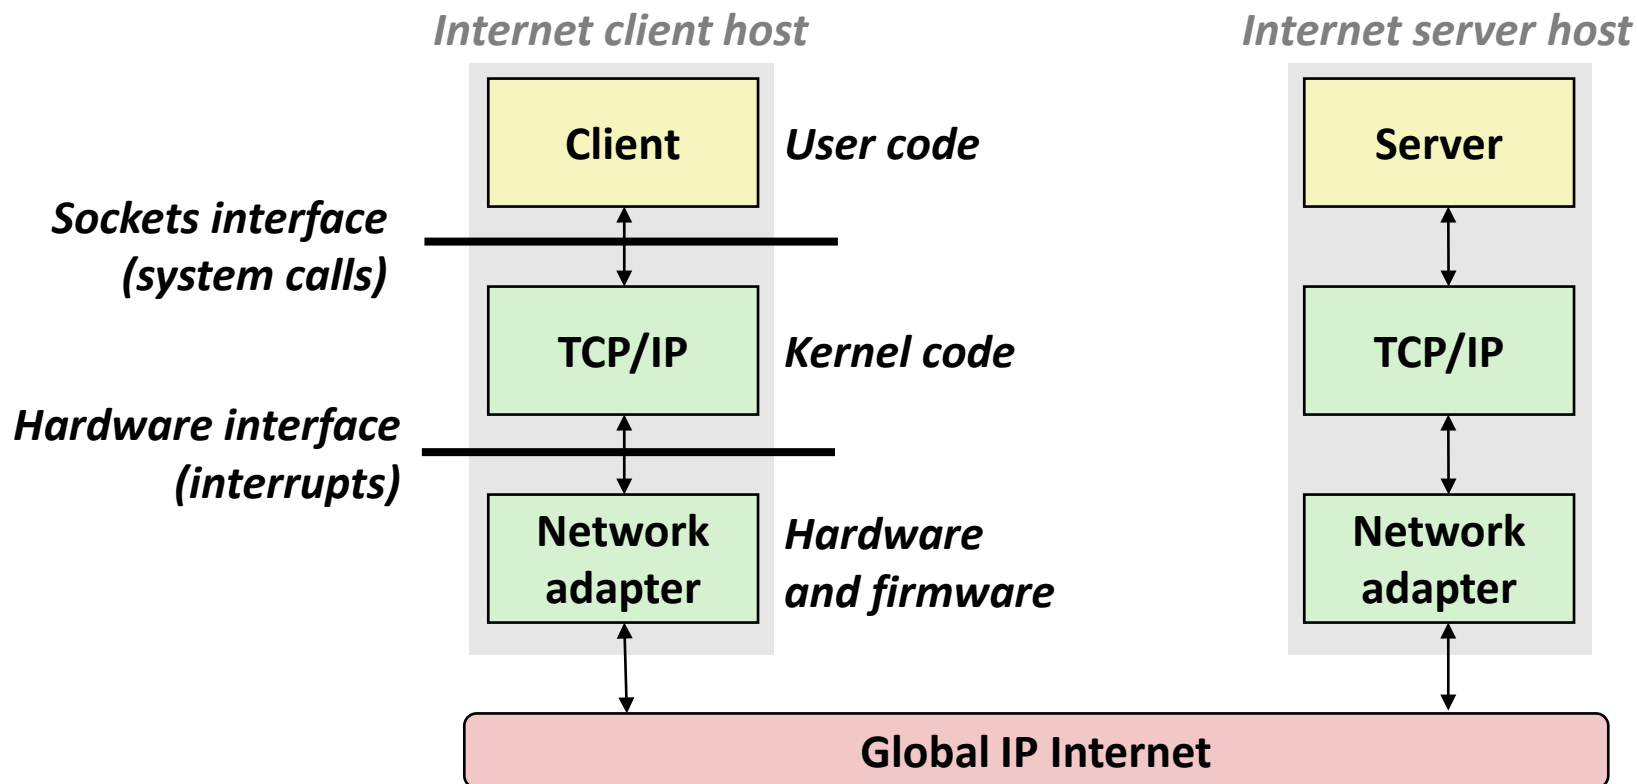 Internet client host
Internet server host
Client
User code
Server
Sockets interface
(system calls)
TCP/IP
Kernel code
TCP/IP
Hardware interface
(interrupts)
Network
adapter
Hardware
and firmware
Network
adapter
Global IP Internet